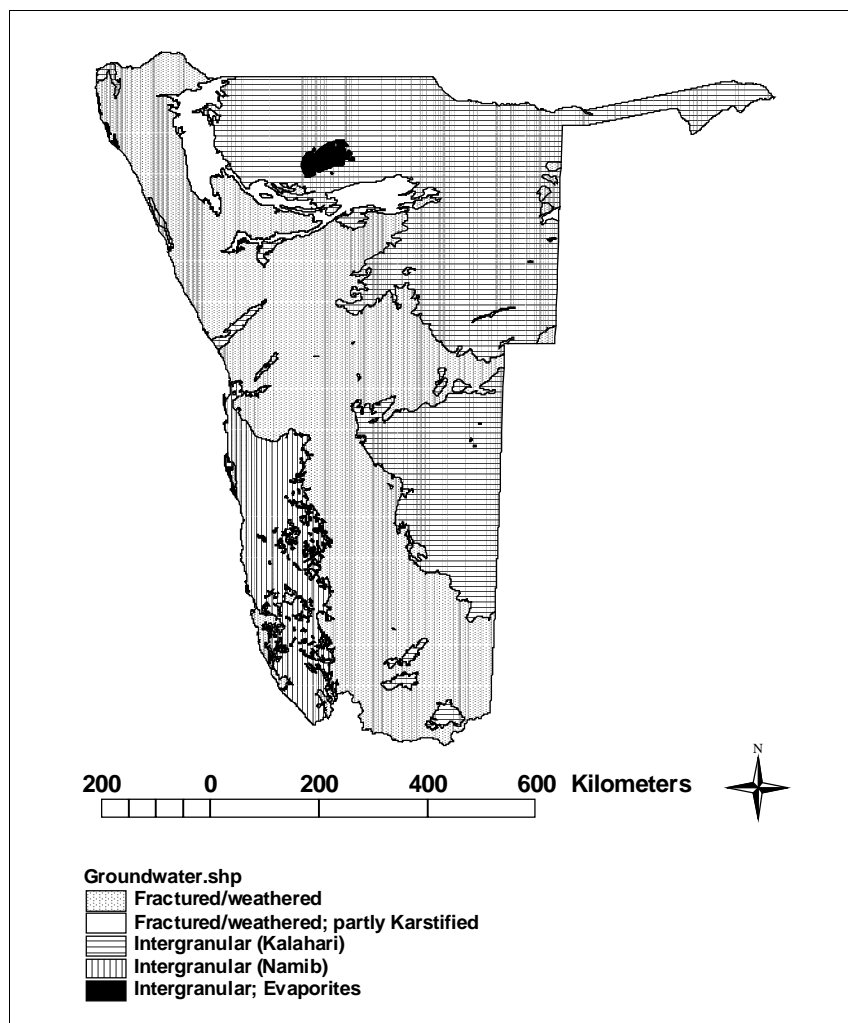 N
200 0 200 400 600 Kilometers
Groundwater.shp
Fractured/weathered
Fractured/weathered; partly Karstified
Intergranular (Kalahari)
Intergranular (Namib)
Intergranular; Evaporites